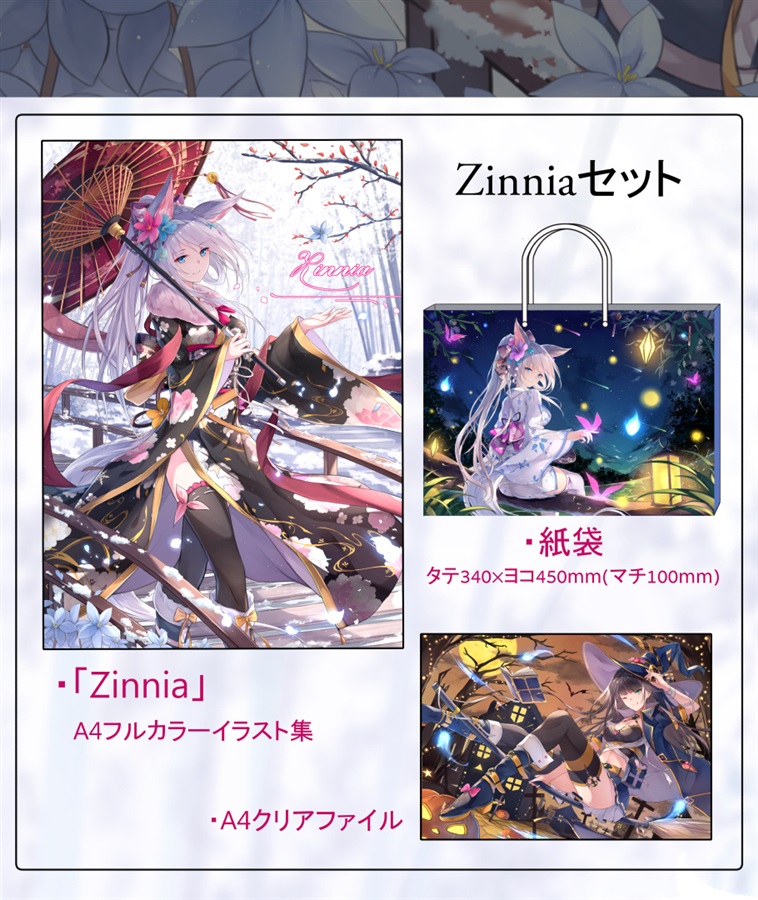 Zinniaセット
Zinnia
・紙袋
タテ340×ヨコ450mm(マチ100mm)
・「Zinnia」
A4フルカラーイラスト集
・A4クリアファイル